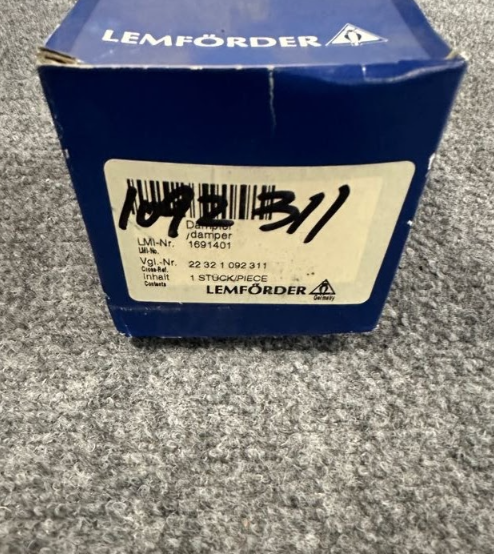 LEMFÖRDER
1092 311
Dämpfer
/damper
LMI-Nr. 1691401
LMI-No.
Vgl.-Nr. 22 32 1 092 311
Cross-Ref.
Inhalt 1 STÜCK/PIECE
Contents
LEMFÖRDER
Germany